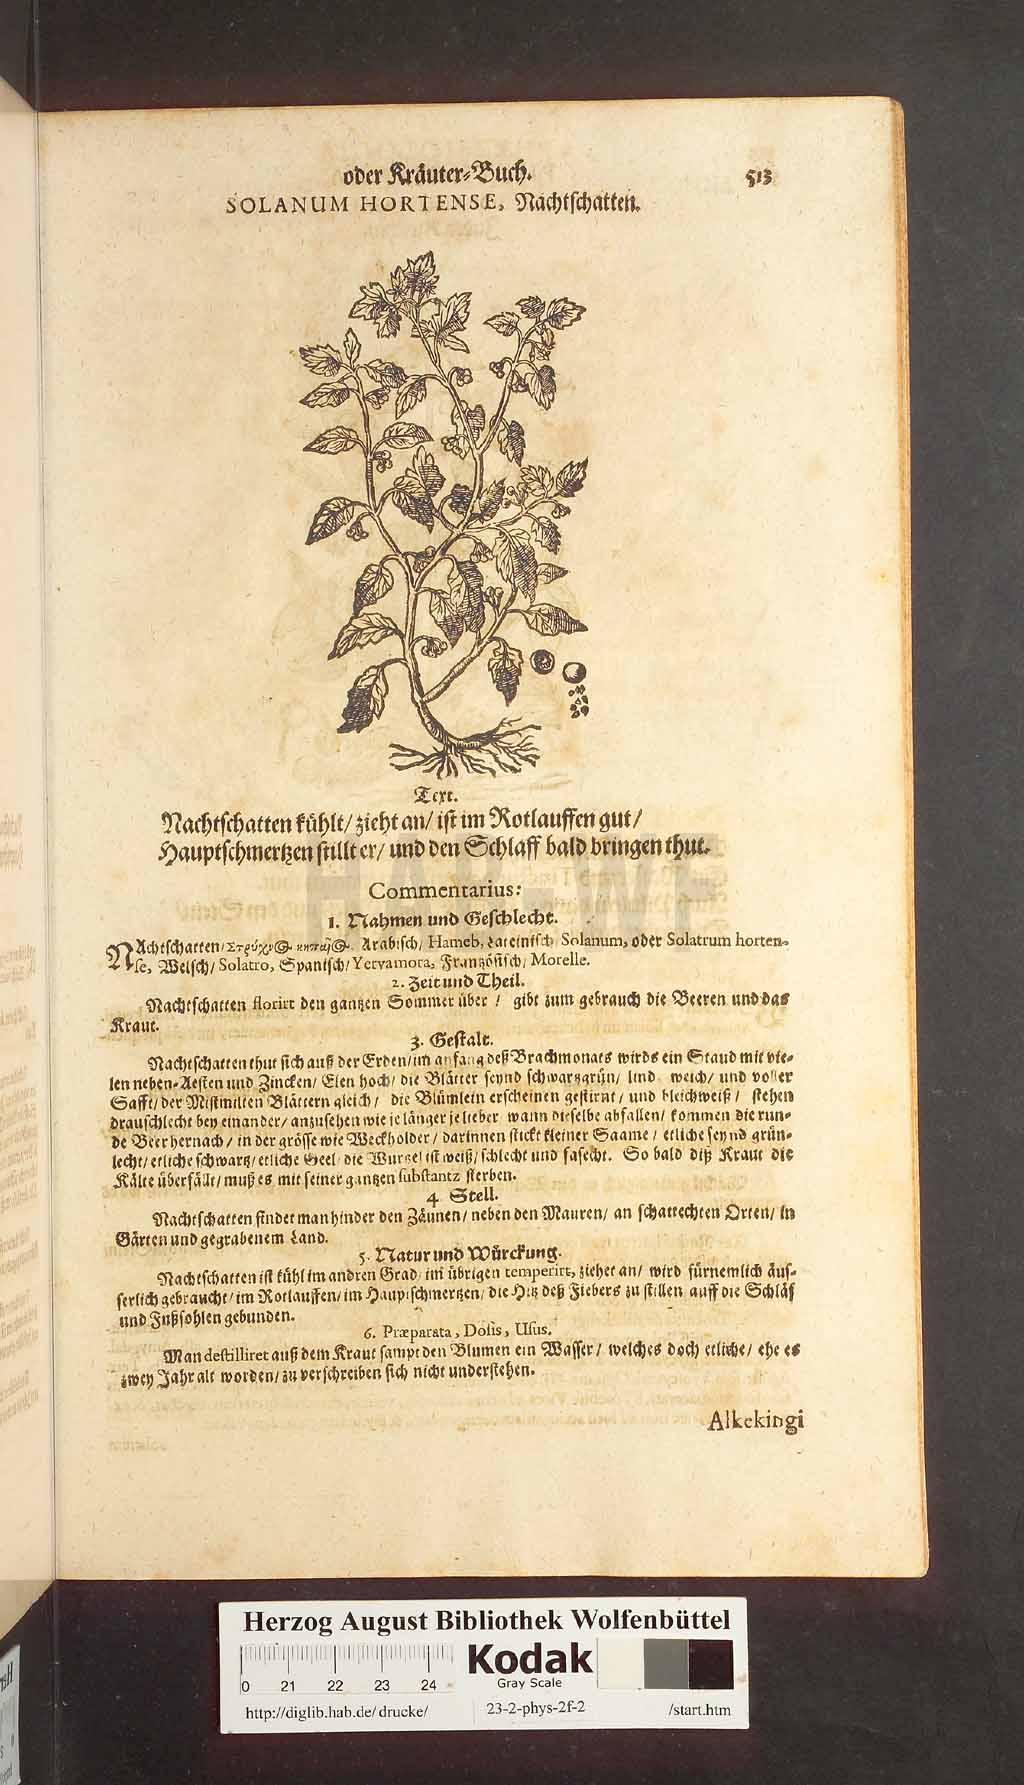 oder Kräuter-Buch. 513
SOLANUM HORTENSE, Nachtschatten.
Text.
Nachtschatten kühlt/ zieht an/ ist im Rotlauffen gut/
Hauptschmertzen stillt er/ und den Schlaff bald bringen thut.
Commentarius:
1. Nahmen und Geschlecht.
NAchtschatten/ Στρύχν@ κηπαῖ@. Arabisch/ Hameb, Lateinisch/ Solanum, oder Solatrum horten-
se, Welsch/ Solatro, Spanisch/ Yervamora, Frantzösisch/ Morelle.
2. Zeit und Theil.
Nachtschatten florirt den gantzen Sommer über / gibt zum gebrauch die Beeren und das
Kraut.
3. Gestalt.
Nachtschatten thut sich auß der Erden/ im anfang deß Brachmonats wirds ein Staud mit vie-
len neben-Aesten und Zincken/ Elen hoch/ die Blätter seynd schwartzgrün/ lind, weich/ und voller
Safft/ der Mistmilten Blättern gleich/ die Blümlein erscheinen gestirnt/ und bleichweiß/ stehen
drauschlecht bey einander/ anzusehen wie je länger je lieber wann dieselbe abfallen/ kommen die run-
de Beer hernach/ in der grösse wie Weckholder/ darinnen stickt kleiner Saame/ etliche seynd grün-
lecht/ etliche schwartz/ etliche Geel/ die Wurzel ist weiß/ schlecht und fasecht. So bald diß Kraut die
Kälte überfällt/ muß es mit seiner gantzen substantz sterben.
4 Stell.
Nachtschatten findet man hinder den Zäunen/ neben den Mauren/ an schattechten Orten/ in
Gärten und gegrabenem Land.
5. Natur und Würckung.
Nachtschatten ist kühl im andren Grad/ im übrigen temperirt, ziehet an/ wird fürnemlich äus-
serlich gebraucht/ im Rotlauffen/ im Hauptschmertzen/ die Hitz deß Fiebers zu stillen/ auff die Schläf
und Fußsohlen gebunden.
6. Præparata, Dosis, Usus.
Man destilliret auß dem Kraut sampt den Blumen ein Wasser/ welches doch etliche/ ehe es
zwey Jahr alt worden/ zu verschreiben sich nicht understehen.
Alkekingi
Herzog August Bibliothek Wolfenbüttel
0 21 22 23 24
Kodak
Gray Scale
http://diglib.hab.de/drucke/ 23-2-phys-2f-2 /start.htm